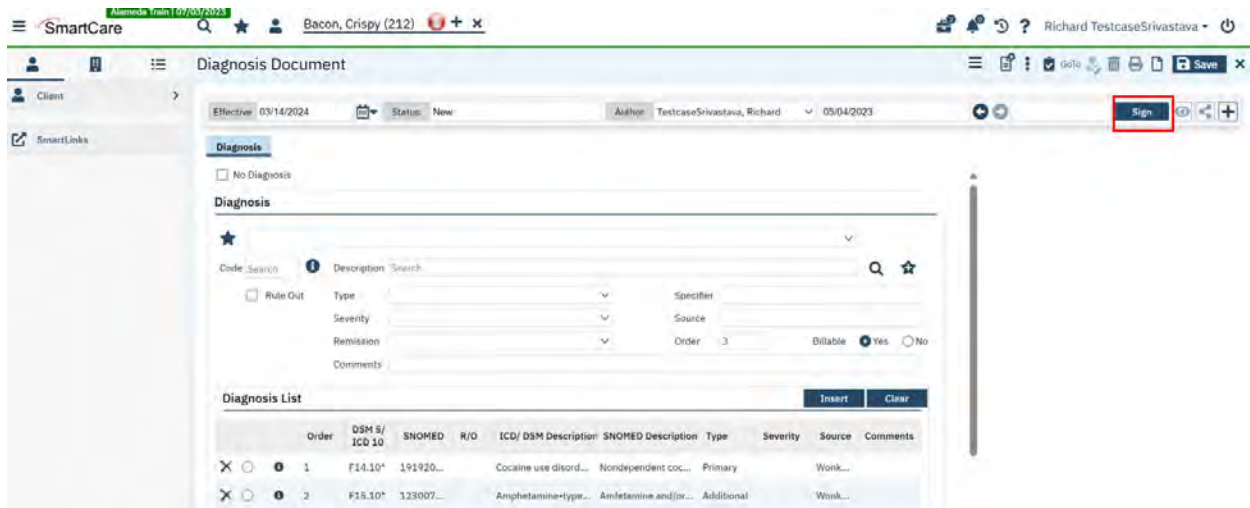 Alameda Train | 07/03/2023
SmartCare
Bacon, Crispy (212)
Richard TestcaseSrivastava
Diagnosis Document
GoTo
Save
Client
Effective 03/14/2024 Status New Author TestcaseSrivastava, Richard 05/04/2023 Sign
SmartLinks
Diagnosis
No Diagnosis
Diagnosis
Code Search Description Search
Rule Out Type Specifier
Severity Source
Remission Order 3 Billable Yes No
Comments
Diagnosis List Insert Clear
Order DSM 5/ ICD 10 SNOMED R/O ICD/ DSM Description SNOMED Description Type Severity Source Comments
1 F14.10* 191920... Cocaine use disord... Nondependent coc... Primary Wonk...
2 F15.10* 123007... Amphetamine-type... Amfetamine and/or... Additional Wonk...